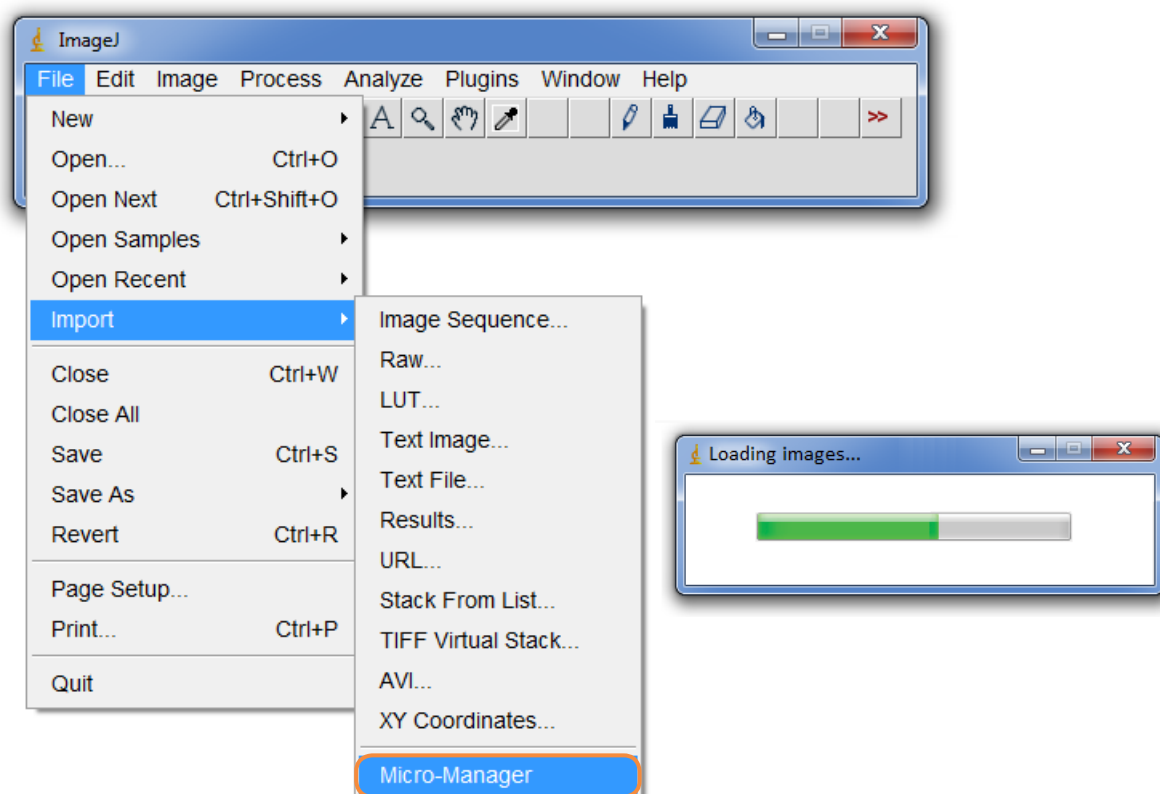 ImageJ
File Edit Image Process Analyze Plugins Window Help
A >>
New
Open... Ctrl+O
Open Next Ctrl+Shift+O
Open Samples
Open Recent
Import
Close Ctrl+W
Close All
Save Ctrl+S
Save As
Revert Ctrl+R
Page Setup...
Print... Ctrl+P
Quit
Image Sequence...
Raw...
LUT...
Text Image...
Text File...
Results...
URL...
Stack From List...
TIFF Virtual Stack...
AVI...
XY Coordinates...
Micro-Manager
Loading images...